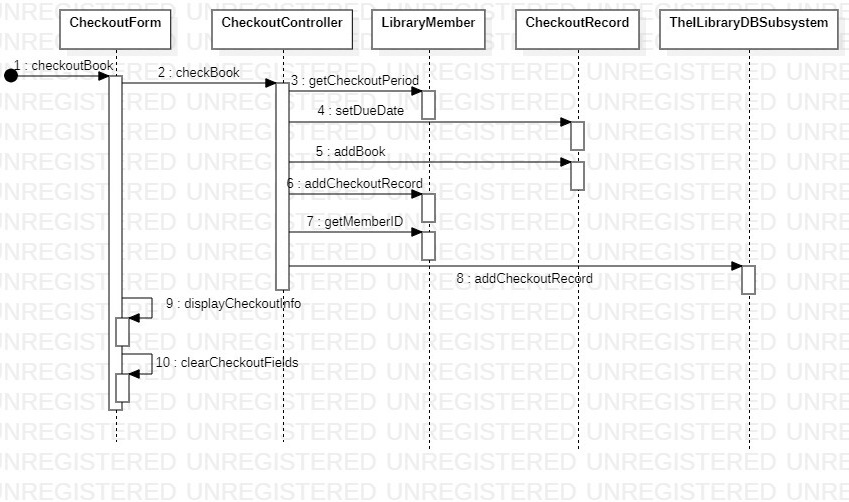 CheckoutForm
CheckoutController
LibraryMember
CheckoutRecord
TheILibraryDBSubsystem
1 : checkoutBook
2 : checkBook
3 : getCheckoutPeriod
4 : setDueDate
5 : addBook
6 : addCheckoutRecord
7 : getMemberID
8 : addCheckoutRecord
9 : displayCheckoutInfo
10 : clearCheckoutFields
UNREGISTERED UNREGISTERED UNREGISTERED UNREGISTERED